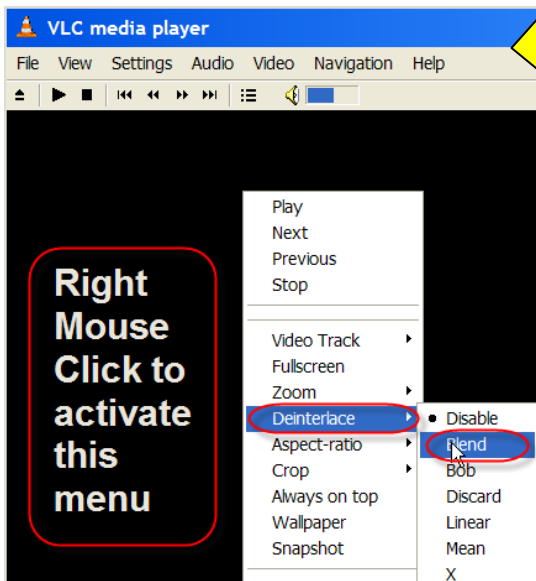 VLC media player
File View Settings Audio Video Navigation Help
Right
Mouse
Click to
activate
this
menu
Play
Next
Previous
Stop
Video Track
Fullscreen
Zoom
Deinterlace
Aspect-ratio
Crop
Always on top
Wallpaper
Snapshot
Disable
Blend
Bob
Discard
Linear
Mean
X